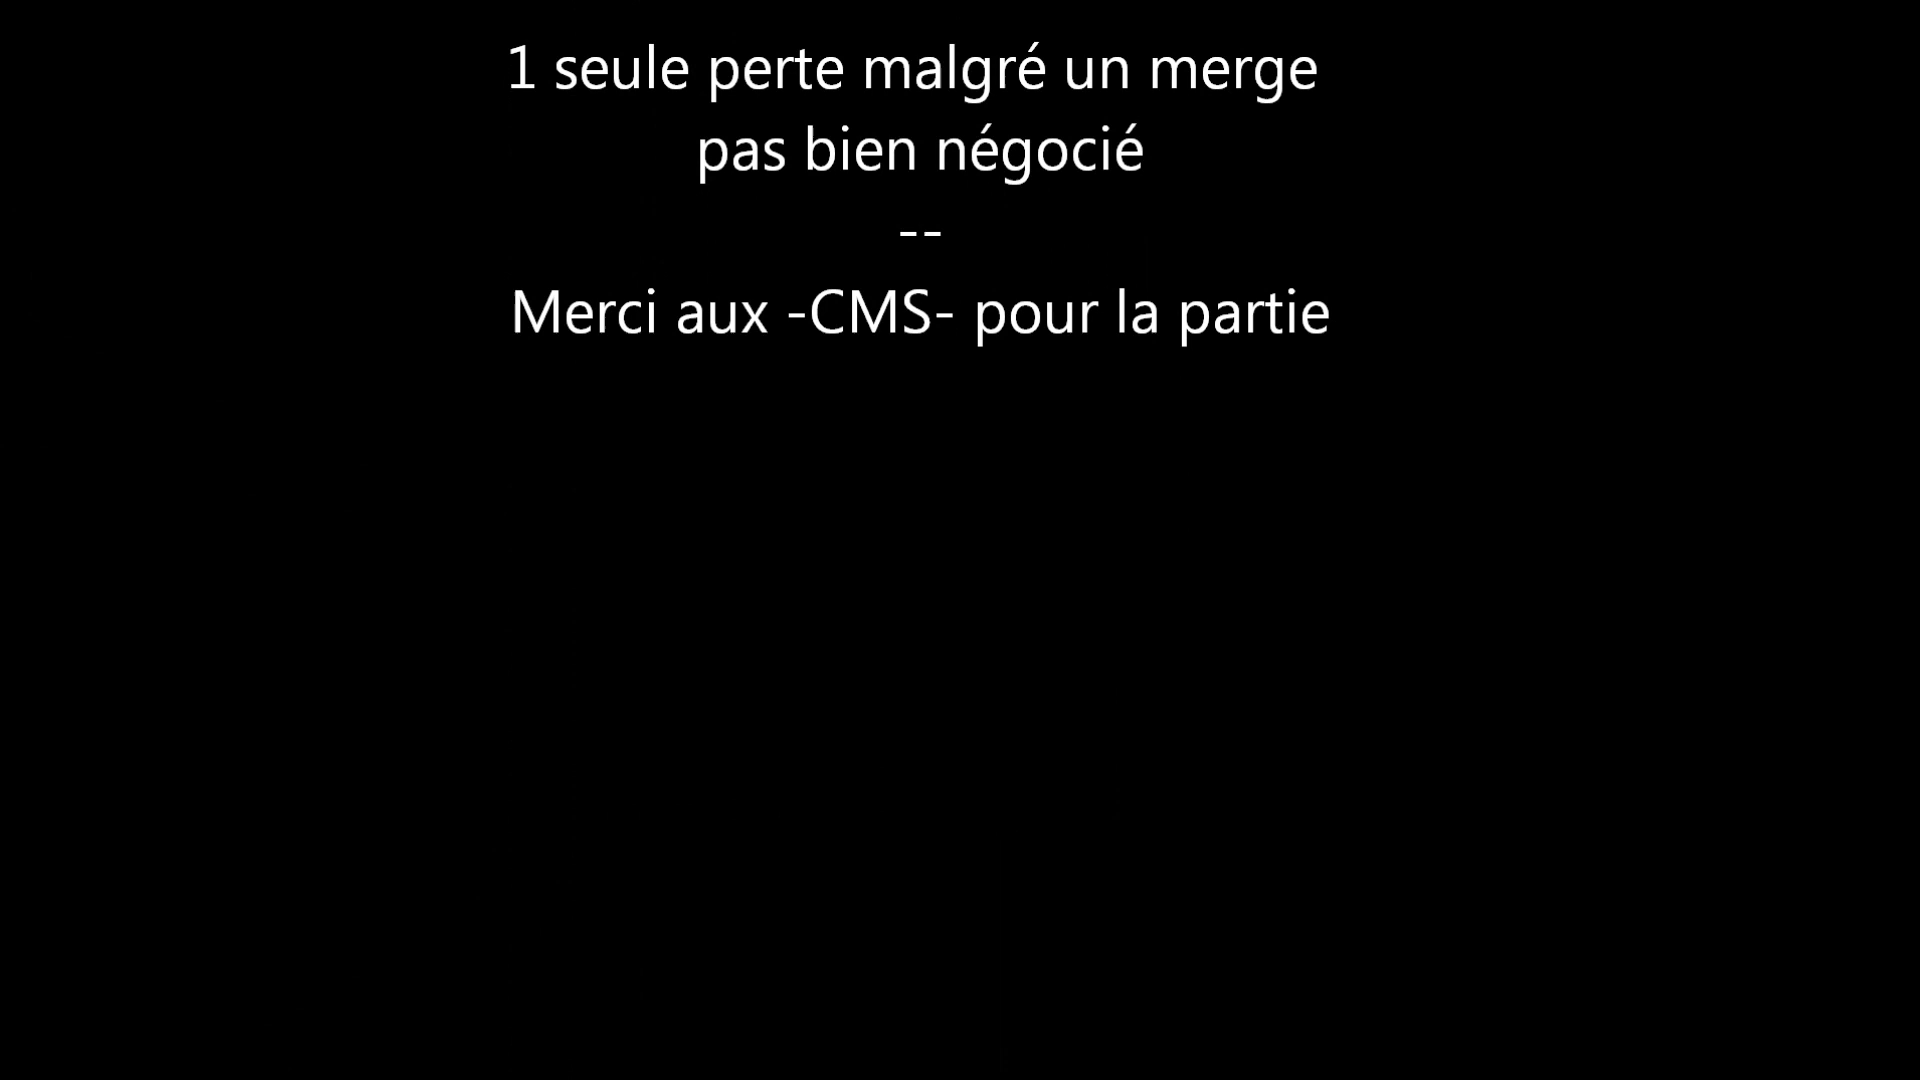 1 seule perte malgré un merge
pas bien négocié
--
Merci aux -CMS- pour la partie